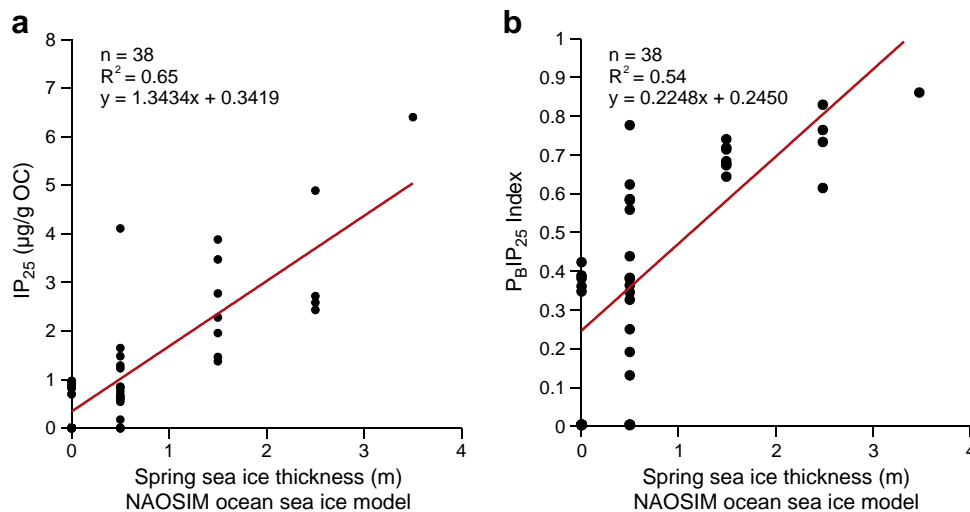 a
8
7
6
5
4
3
2
1
0
IP25 (µg/g OC)
n = 38
R² = 0.65
y = 1.3434x + 0.3419
0 1 2 3 4
Spring sea ice thickness (m)
NAOSIM ocean sea ice model
b
1
0.9
0.8
0.7
0.6
0.5
0.4
0.3
0.2
0.1
0
PBIP25 Index
n = 38
R² = 0.54
y = 0.2248x + 0.2450
0 1 2 3 4
Spring sea ice thickness (m)
NAOSIM ocean sea ice model